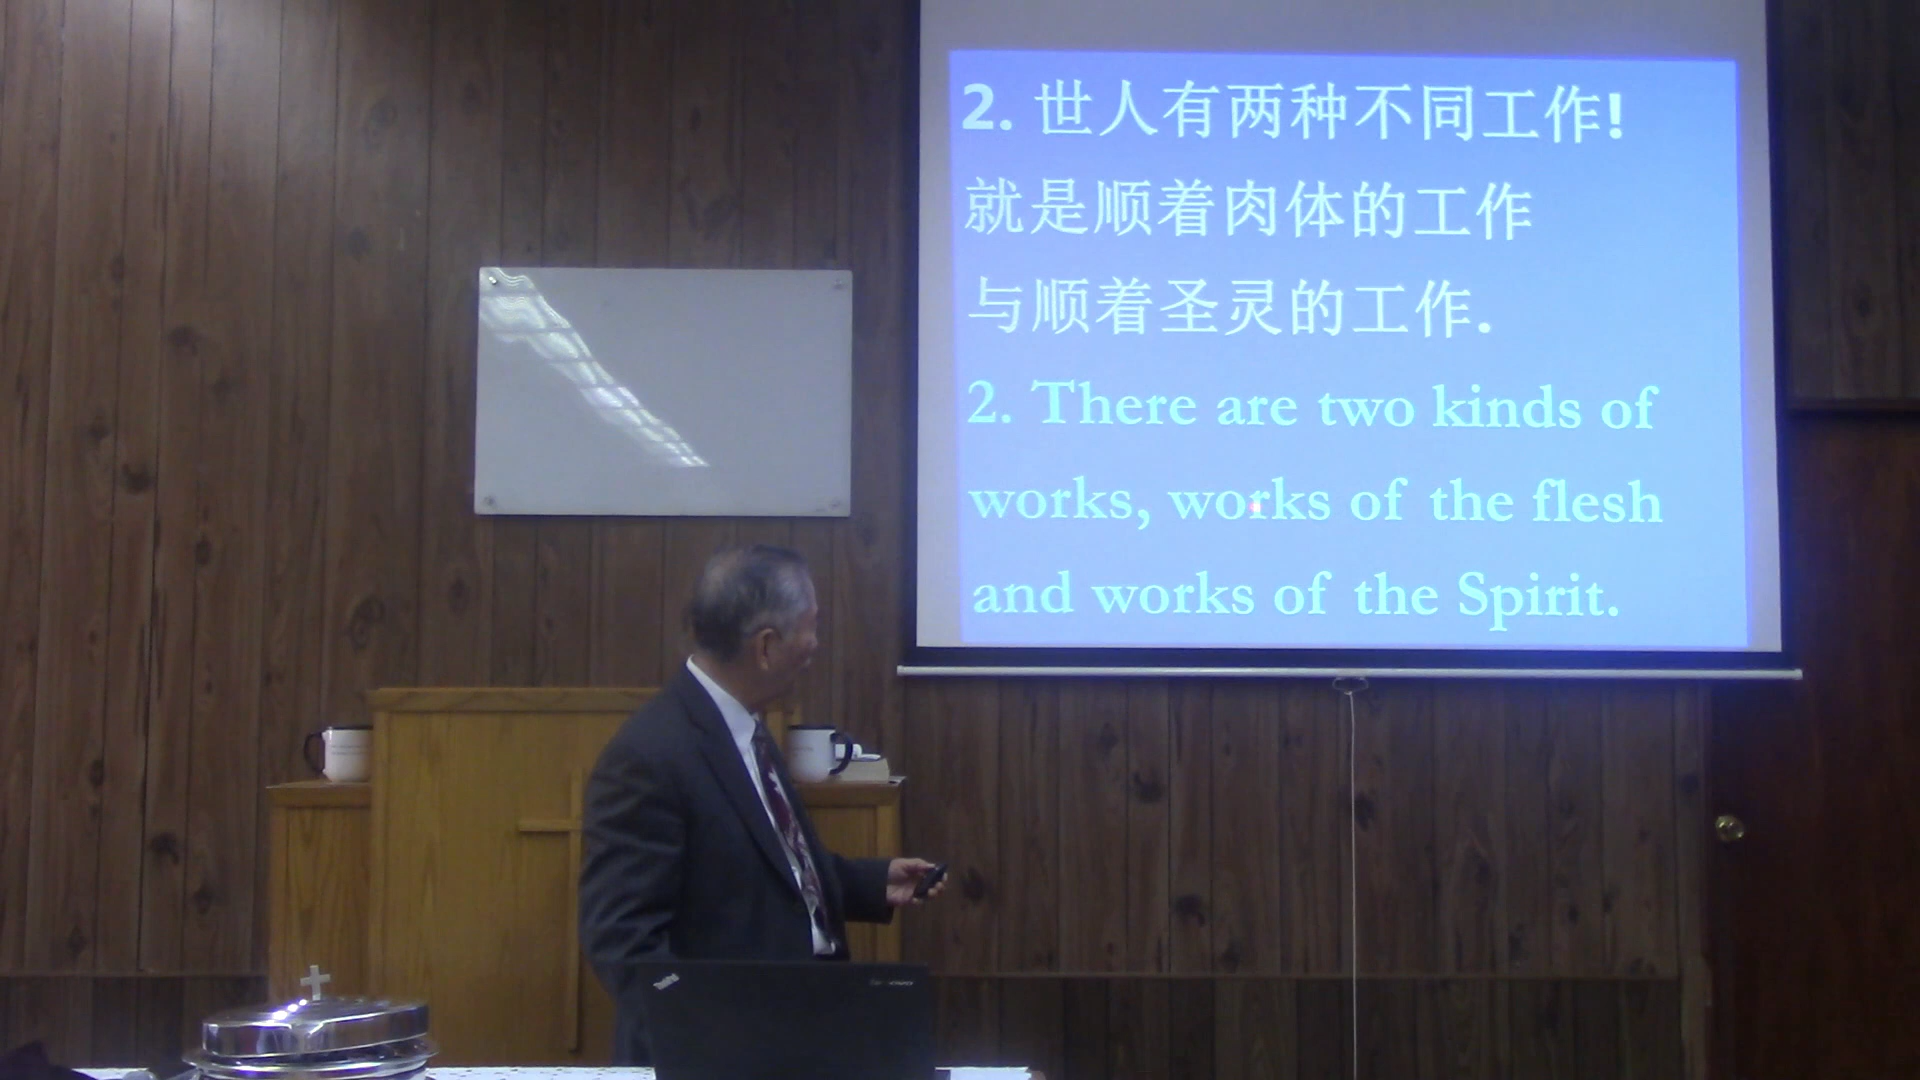 2. 世人有两种不同工作!
就是顺着肉体的工作
与顺着圣灵的工作.
2. There are two kinds of
works, works of the flesh
and works of the Spirit.
ThinkPad